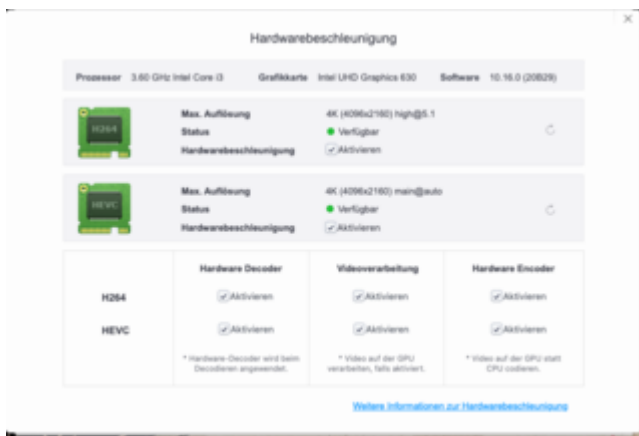 Hardwarebeschleunigung
Prozessor 3.60 GHz Intel Core i3 Grafikkarte Intel UHD Graphics 630 Software 10.16.0 (20B29)
H264
Max. Auflösung 4K (4096x2160) high@5.1
Status Verfügbar
Hardwarebeschleunigung Aktivieren
HEVC
Max. Auflösung 4K (4096x2160) main@auto
Status Verfügbar
Hardwarebeschleunigung Aktivieren
Hardware Decoder Videoverarbeitung Hardware Encoder
H264 Aktivieren Aktivieren Aktivieren
HEVC Aktivieren Aktivieren Aktivieren
* Hardware-Decoder wird beim Decodieren angewendet.
* Video auf der GPU verarbeiten, falls aktiviert.
* Video auf der GPU statt CPU codieren.
Weitere Informationen zur Hardwarebeschleunigung